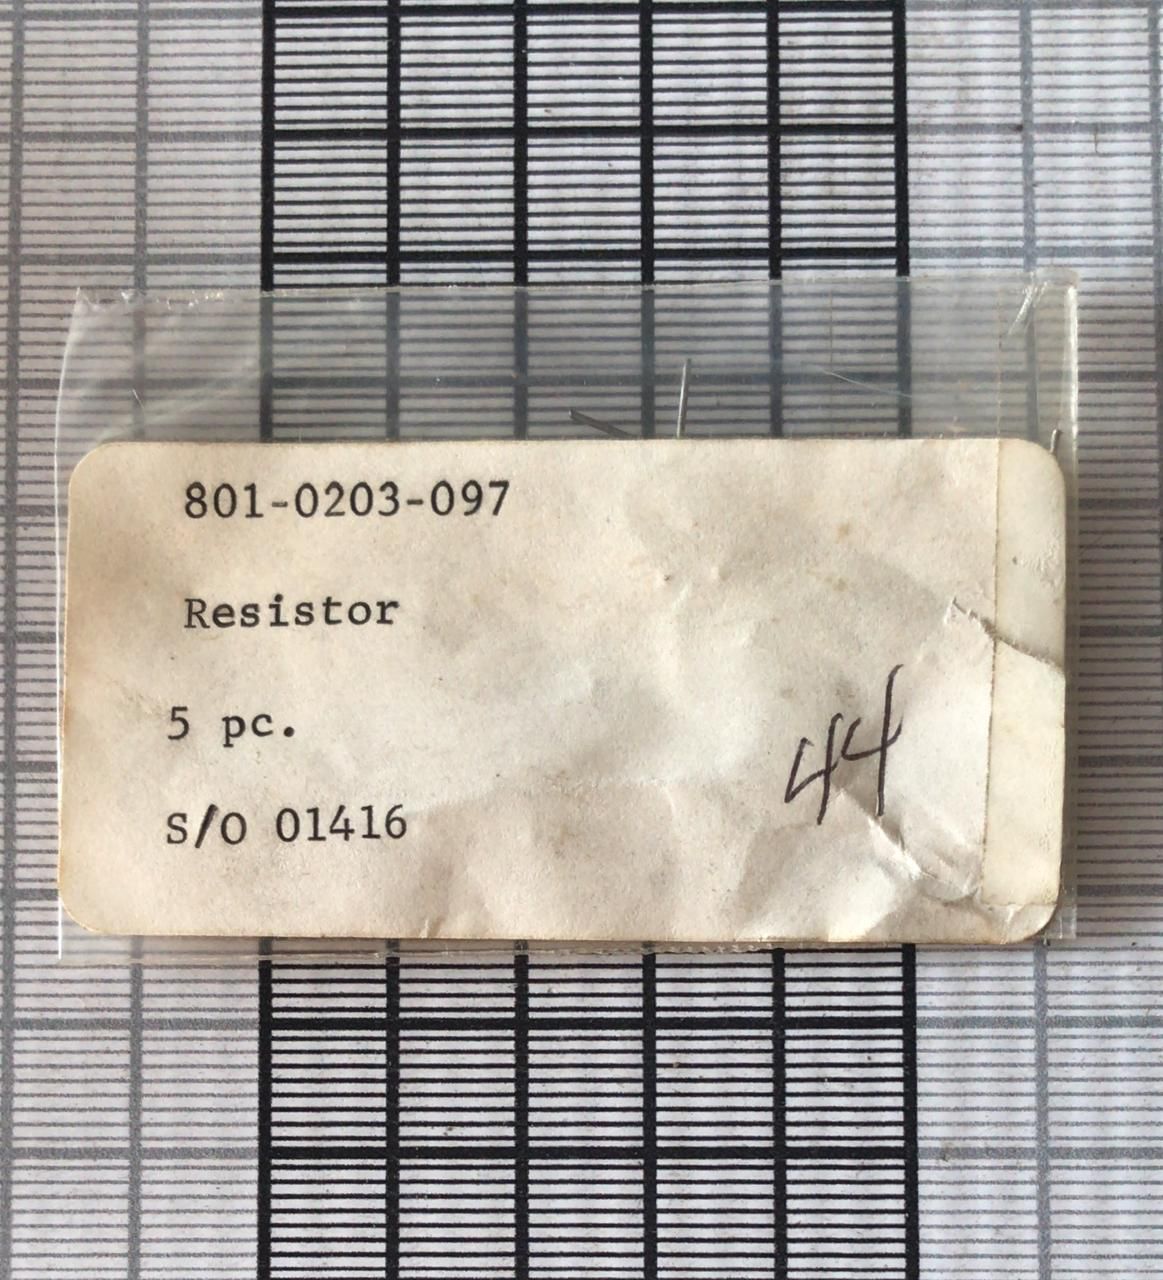 801-0203-097
Resistor
5 pc.
44
S/O 01416